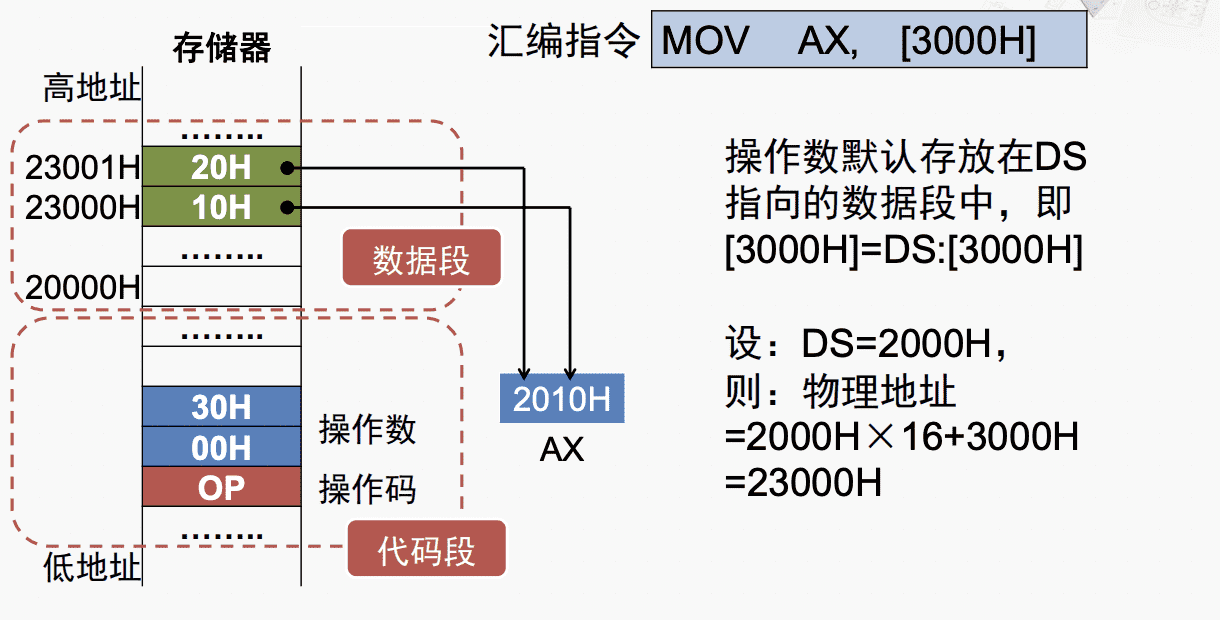 汇编指令 MOV AX, [3000H]
存储器
高地址
........
23001H 20H
23000H 10H
........
数据段
20000H
........
30H
00H
操作数
OP
操作码
........
代码段
低地址
2010H
AX
操作数默认存放在DS
指向的数据段中，即
[3000H]=DS:[3000H]
设：DS=2000H，
则：物理地址
=2000H×16+3000H
=23000H